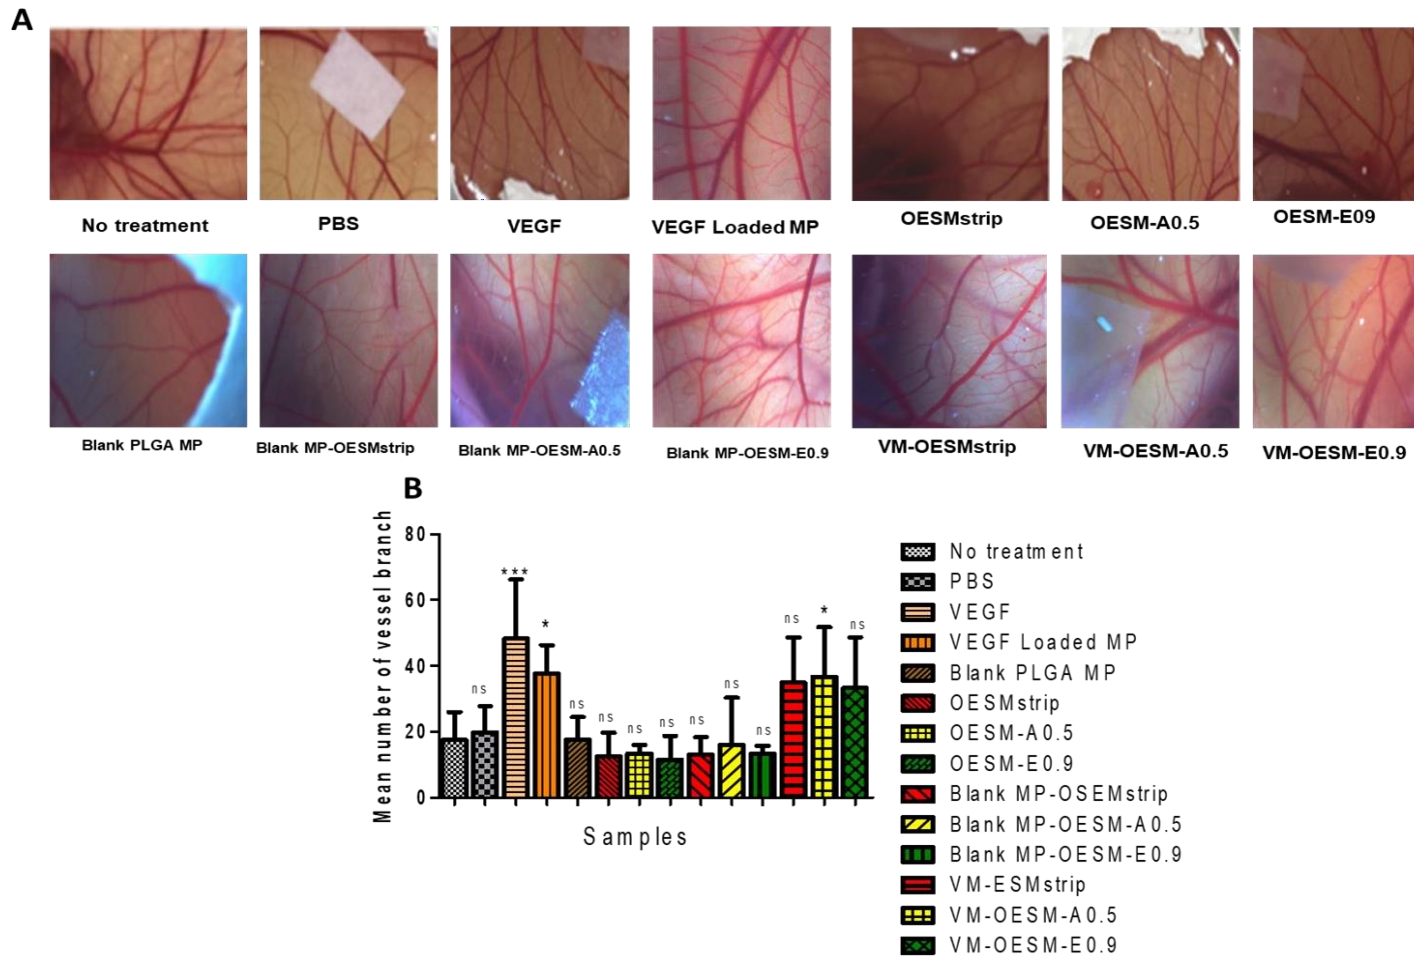 A
No treatment
PBS
VEGF
VEGF Loaded MP
OESMstrip
OESM-A0.5
OESM-E09
Blank PLGA MP
Blank MP-OESMstrip
Blank MP-OESM-A0.5
Blank MP-OESM-E0.9
VM-OESMstrip
VM-OESM-A0.5
VM-OESM-E0.9
B
Mean number of vessel branch
80
60
40
20
0
ns
***
*
ns
ns
ns
ns
ns
ns
ns
ns
*
ns
Samples
No treatment
PBS
VEGF
VEGF Loaded MP
Blank PLGA MP
OESMstrip
OESM-A0.5
OESM-E0.9
Blank MP-OSEMstrip
Blank MP-OESM-A0.5
Blank MP-OESM-E0.9
VM-ESMstrip
VM-OESM-A0.5
VM-OESM-E0.9